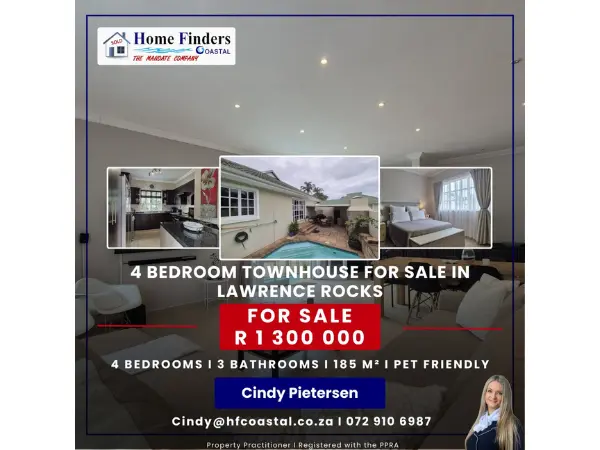 SOLD
Home Finders
COASTAL
THE MANDATE COMPANY
4 BEDROOM TOWNHOUSE FOR SALE IN
LAWRENCE ROCKS
FOR SALE
R 1 300 000
4 BEDROOMS I 3 BATHROOMS I 185 M² I PET FRIENDLY
Cindy Pietersen
Cindy@hfcoastal.co.za I 072 910 6987
Property Practitioner I Registered with the PPRA